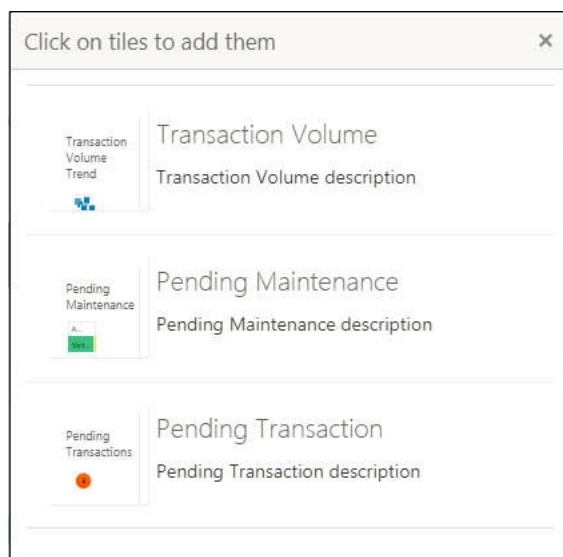 Click on tiles to add them
Transaction
Volume
Trend
Transaction Volume
Transaction Volume description
Pending
Maintenance
A...
Pending Maintenance
Pending Maintenance description
Pending
Transactions
Pending Transaction
Pending Transaction description